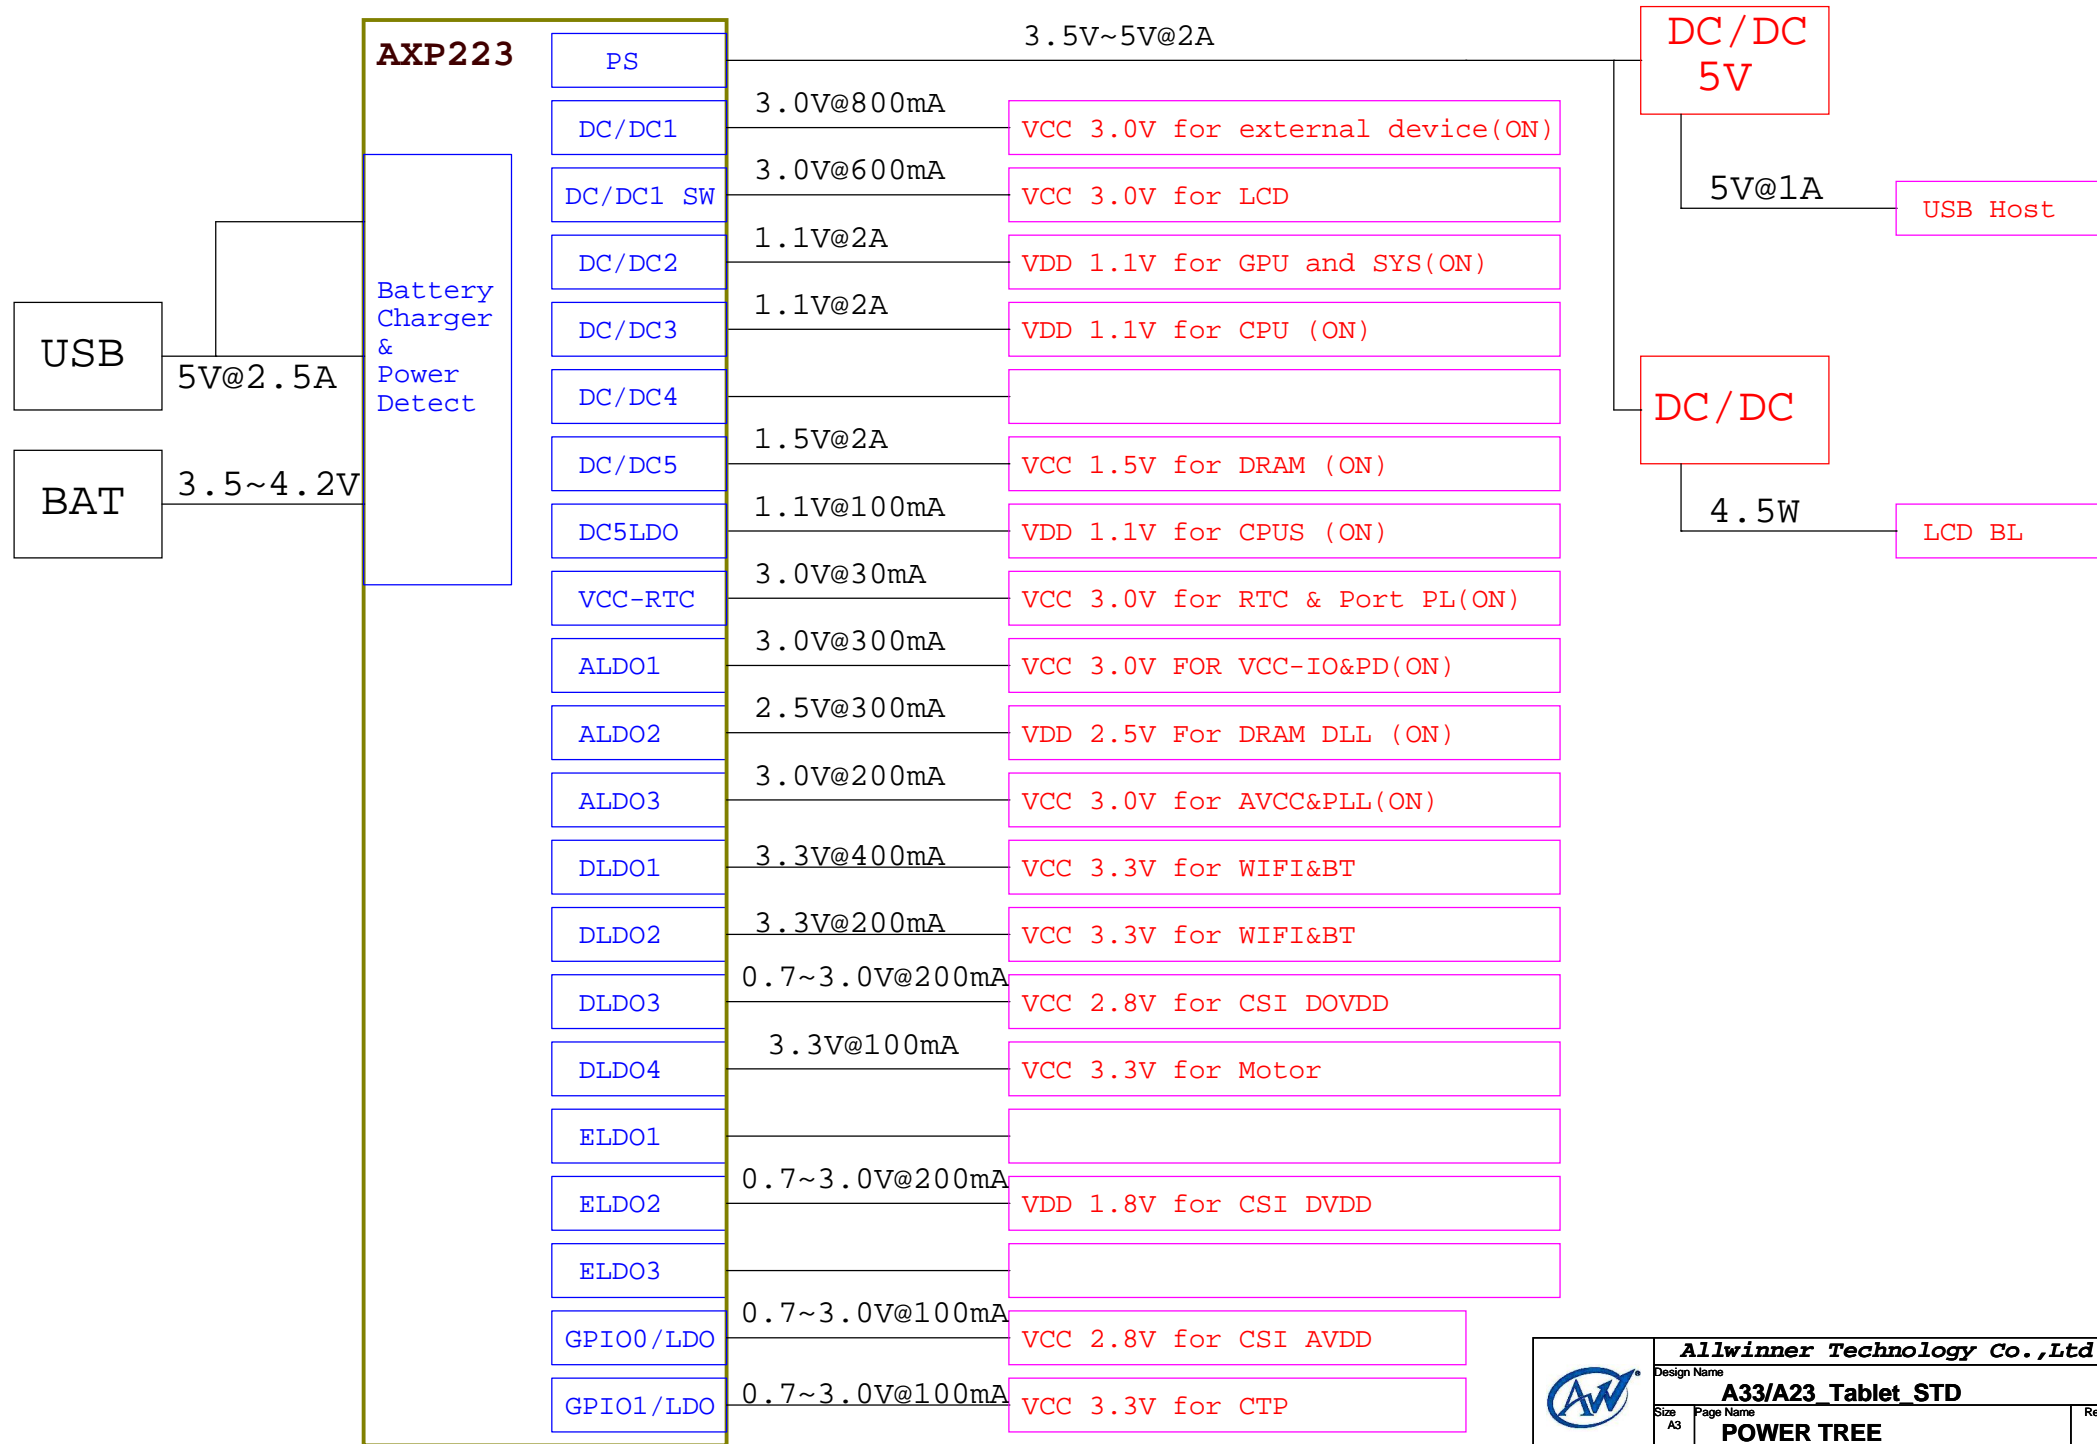 AXP223
PS
3.5V~5V@2A
DC/DC
5V
DC/DC1
3.0V@800mA
VCC 3.0V for external device(ON)
DC/DC1 SW
3.0V@600mA
VCC 3.0V for LCD
5V@1A
USB Host
DC/DC2
1.1V@2A
VDD 1.1V for GPU and SYS(ON)
Battery
Charger
&
Power
Detect
DC/DC3
1.1V@2A
VDD 1.1V for CPU (ON)
USB
5V@2.5A
DC/DC4
DC/DC
DC/DC5
1.5V@2A
VCC 1.5V for DRAM (ON)
BAT
3.5~4.2V
DC5LDO
1.1V@100mA
VDD 1.1V for CPUS (ON)
4.5W
LCD BL
VCC-RTC
3.0V@30mA
VCC 3.0V for RTC & Port PL(ON)
ALDO1
3.0V@300mA
VCC 3.0V FOR VCC-IO&PD(ON)
ALDO2
2.5V@300mA
VDD 2.5V For DRAM DLL (ON)
ALDO3
3.0V@200mA
VCC 3.0V for AVCC&PLL(ON)
DLDO1
3.3V@400mA
VCC 3.3V for WIFI&BT
DLDO2
3.3V@200mA
VCC 3.3V for WIFI&BT
DLDO3
0.7~3.0V@200mA
VCC 2.8V for CSI DOVDD
DLDO4
3.3V@100mA
VCC 3.3V for Motor
ELDO1
ELDO2
0.7~3.0V@200mA
VDD 1.8V for CSI DVDD
ELDO3
GPIO0/LDO
0.7~3.0V@100mA
VCC 2.8V for CSI AVDD
GPIO1/LDO
0.7~3.0V@100mA
VCC 3.3V for CTP
AW
Allwinner Technology Co.,Ltd
Design Name
A33/A23_Tablet_STD
Size
A3
Page Name
POWER TREE
Re